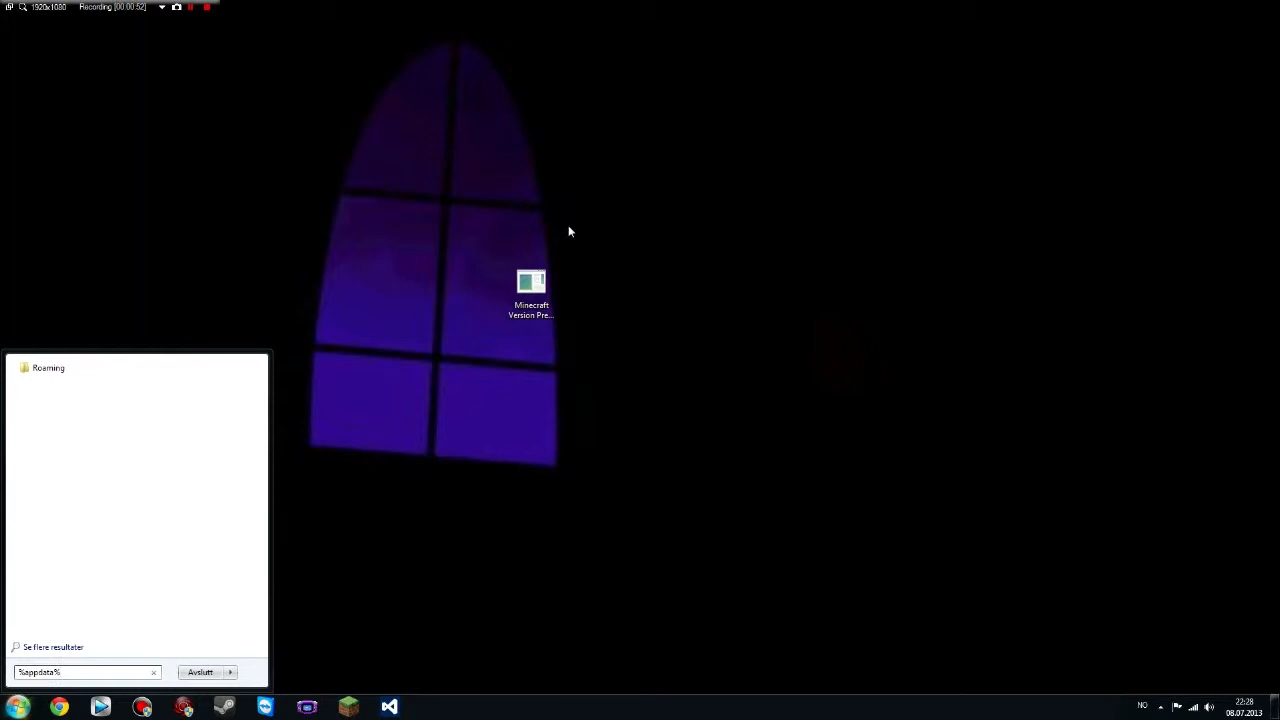 1920x1080 Recording [00:00:52]
Minecraft
Version Pre...
Roaming
Se flere resultater
%appdata%
Avslutt
NO
22:28
08.07.2013